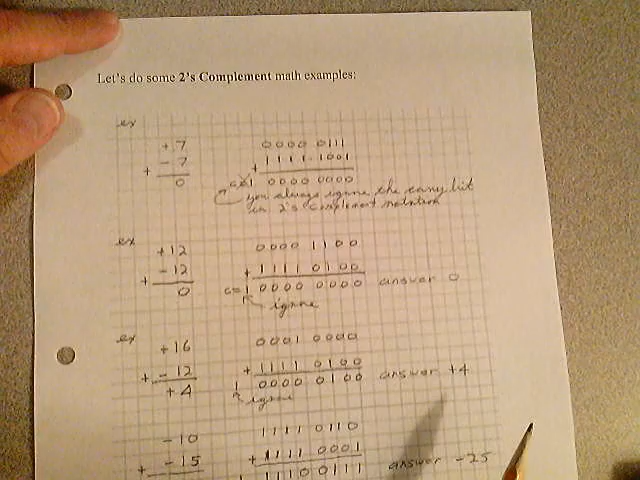 Let's do some 2's Complement math examples:
ex
+7 0000 0111
+ -7 + 1111 1001
0 c=1 0000 0000
you always ignore the carry bit
in 2's complement notation
ex
+12 0000 1100
+ -12 + 1111 0100
0 c=1 0000 0000 answer 0
ignore
ex
+16 0001 0000
+ -12 + 1111 0100
+4 1 0000 0100 answer +4
ignore
-10 1111 0110
+ -15 + 1111 0001
1 11100111 answer -25